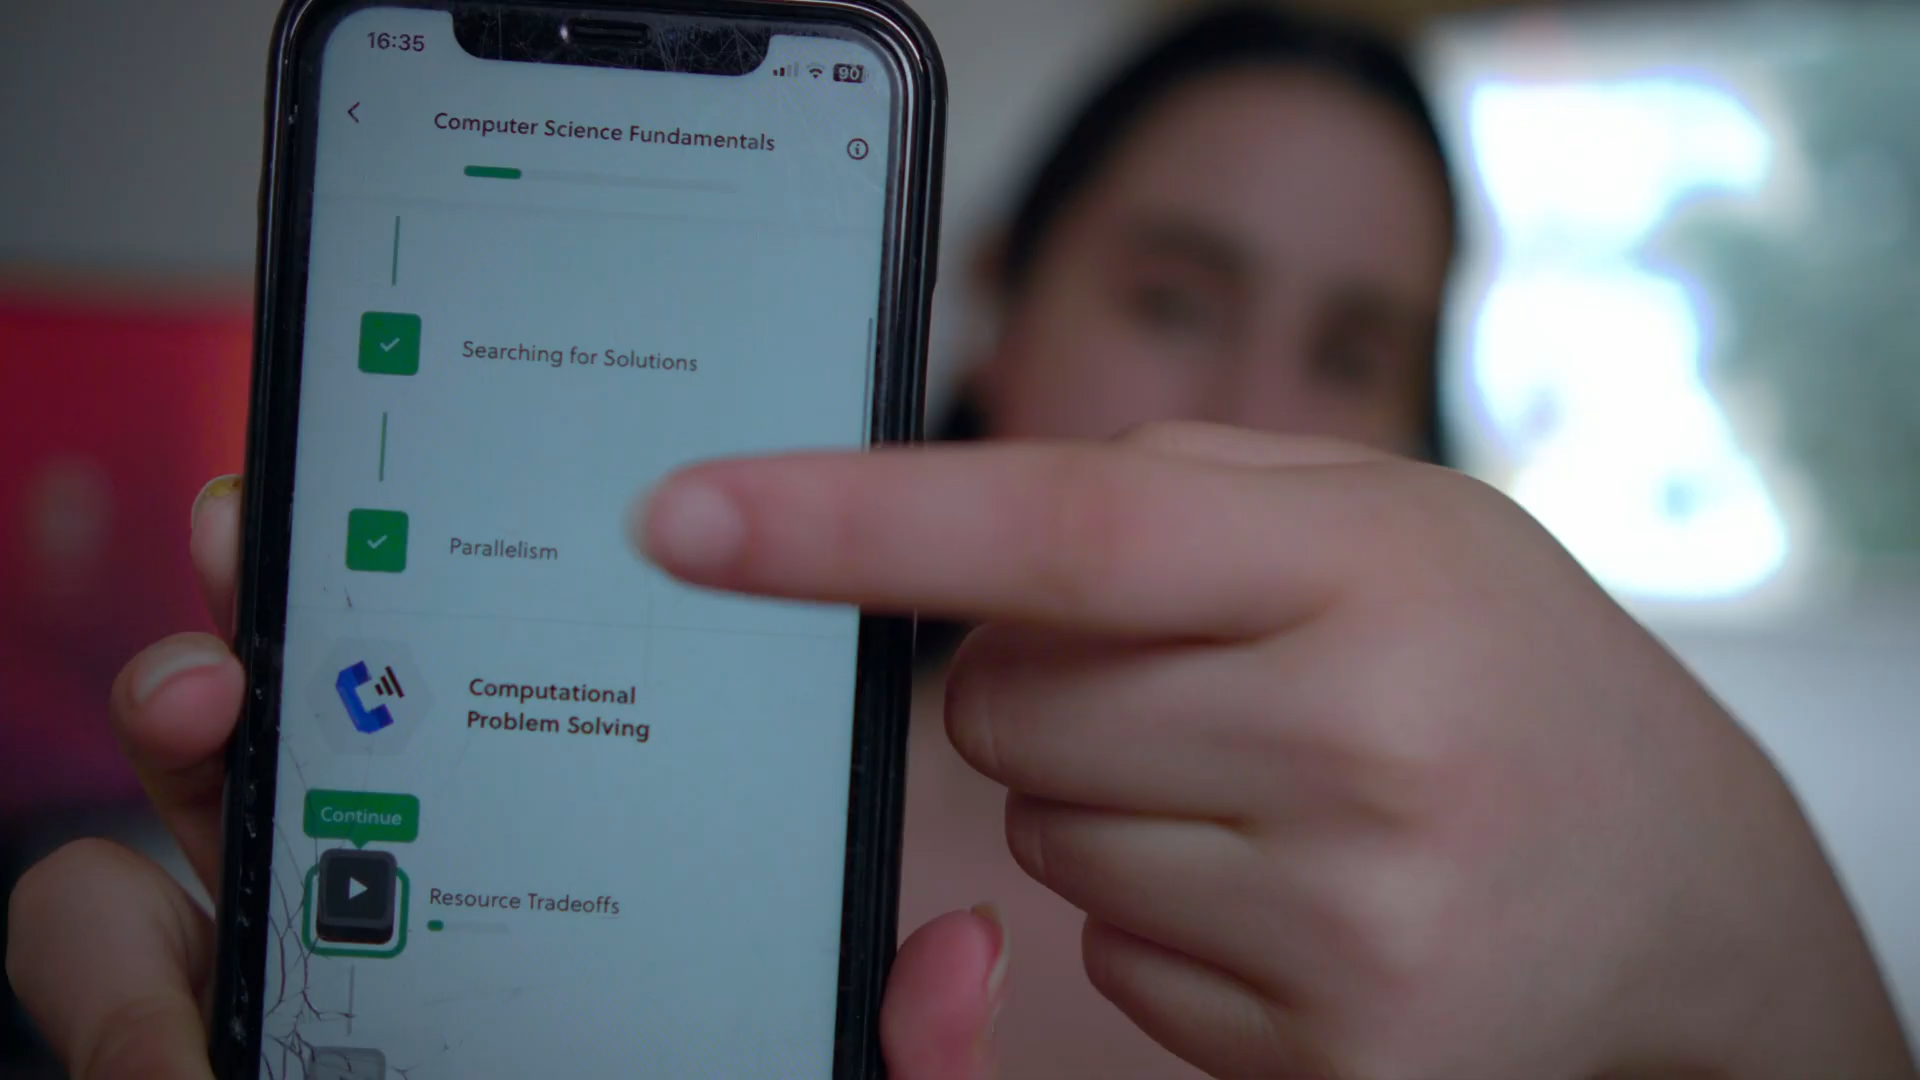 16:35
90
Computer Science Fundamentals
Searching for Solutions
Parallelism
Computational
Problem Solving
Continue
Resource Tradeoffs